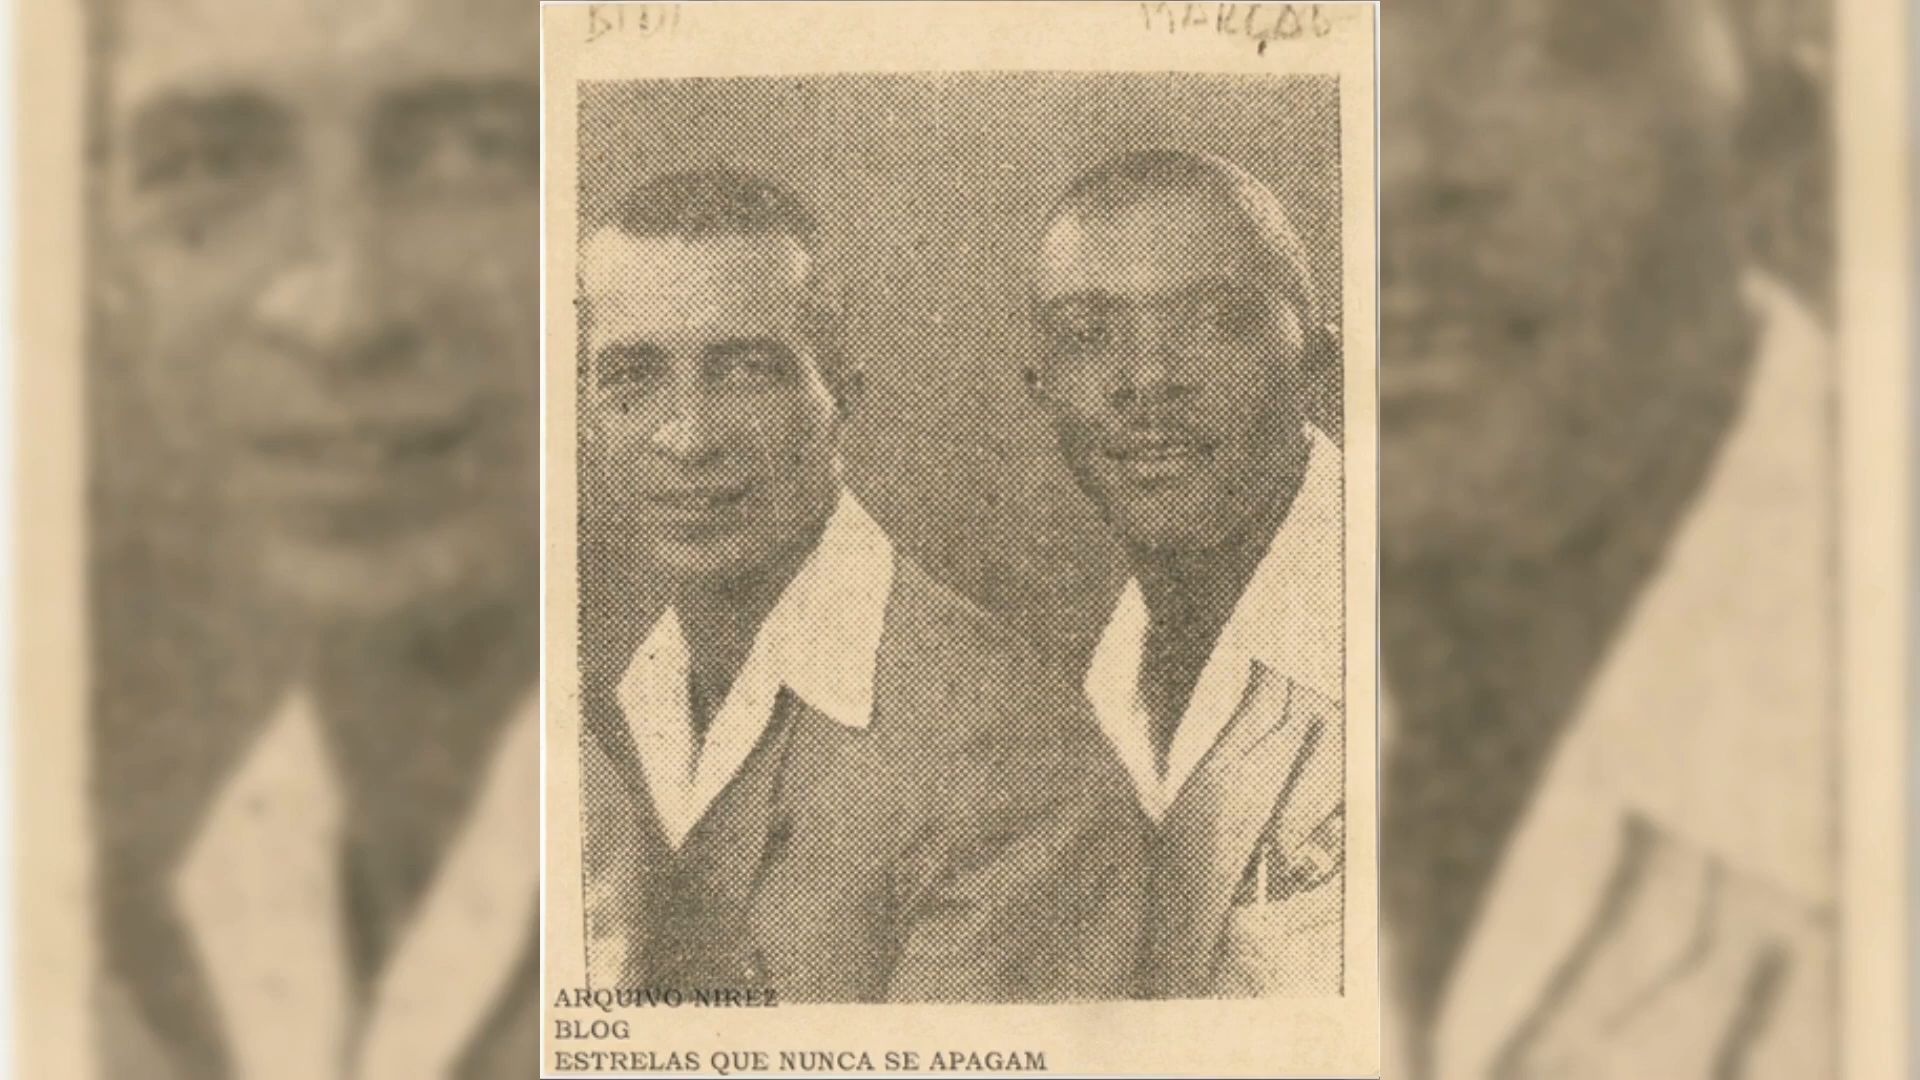 BIDI
MARÇAL
ARQUIVO NIREZ
BLOG
ESTRELAS QUE NUNCA SE APAGAM